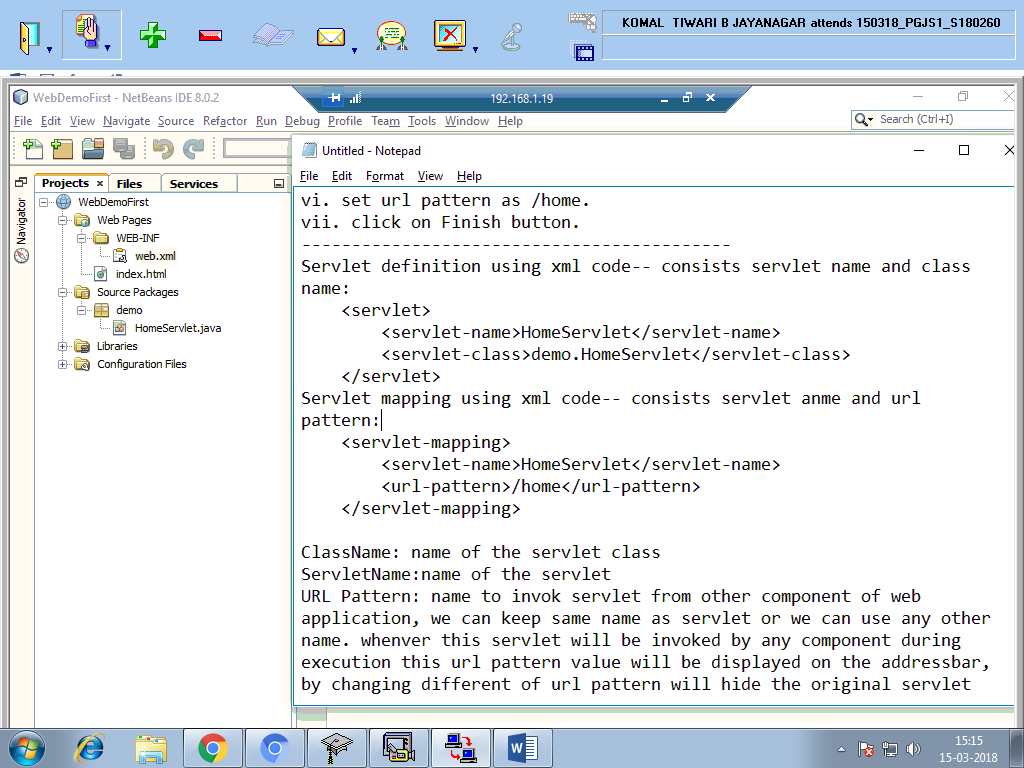 KOMAL TIWARI B JAYANAGAR attends 150318_PGJS1_S180260
WebDemoFirst - NetBeans IDE 8.0.2
192.168.1.19
File Edit View Navigate Source Refactor Run Debug Profile Team Tools Window Help
Search (Ctrl+I)
Untitled - Notepad
File Edit Format View Help
Projects × Files Services
Navigator
WebDemoFirst
Web Pages
WEB-INF
web.xml
index.html
Source Packages
demo
HomeServlet.java
Libraries
Configuration Files
vi. set url pattern as /home.
vii. click on Finish button.
-------------------------------------------
Servlet definition using xml code-- consists servlet name and class
name:
<servlet>
<servlet-name>HomeServlet</servlet-name>
<servlet-class>demo.HomeServlet</servlet-class>
</servlet>
Servlet mapping using xml code-- consists servlet anme and url
pattern:
<servlet-mapping>
<servlet-name>HomeServlet</servlet-name>
<url-pattern>/home</url-pattern>
</servlet-mapping>
ClassName: name of the servlet class
ServletName:name of the servlet
URL Pattern: name to invok servlet from other component of web
application, we can keep same name as servlet or we can use any other
name. whenver this servlet will be invoked by any component during
execution this url pattern value will be displayed on the addressbar,
by changing different of url pattern will hide the original servlet
15:15
15-03-2018